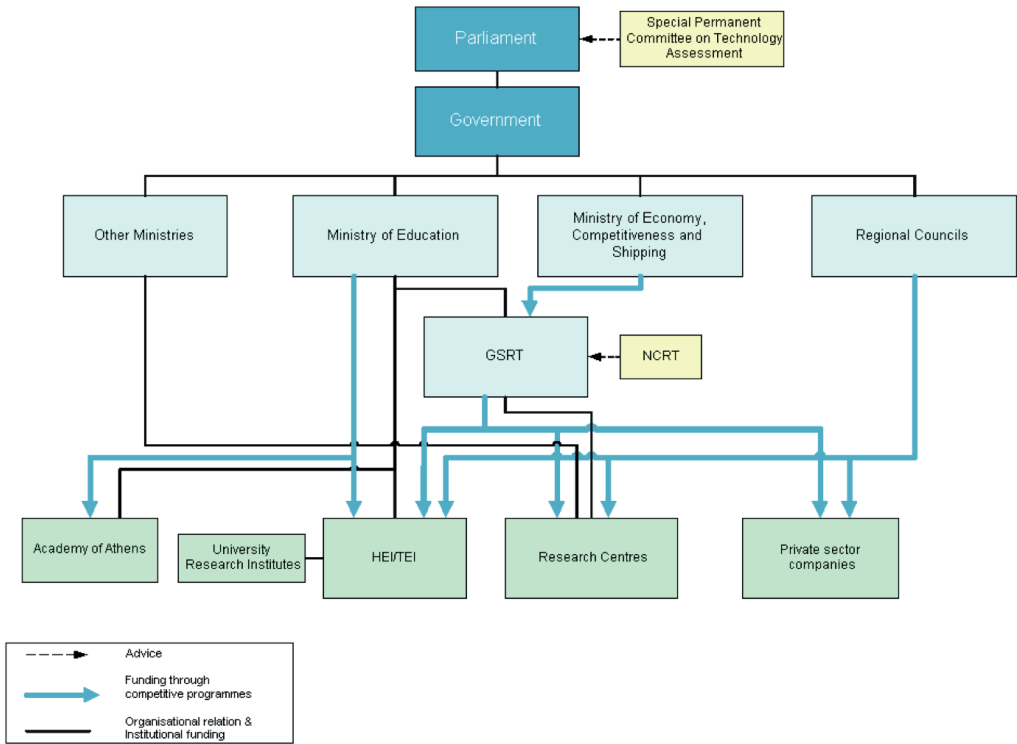 Parliament
Special Permanent
Committee on Technology
Assessment
Government
Other Ministries
Ministry of Education
Ministry of Economy,
Competitiveness and
Shipping
Regional Councils
GSRT
NCRT
Academy of Athens
University
Research Institutes
HEI/TEI
Research Centres
Private sector
companies
Advice
Funding through
competitive programmes
Organisational relation &
Institutional funding